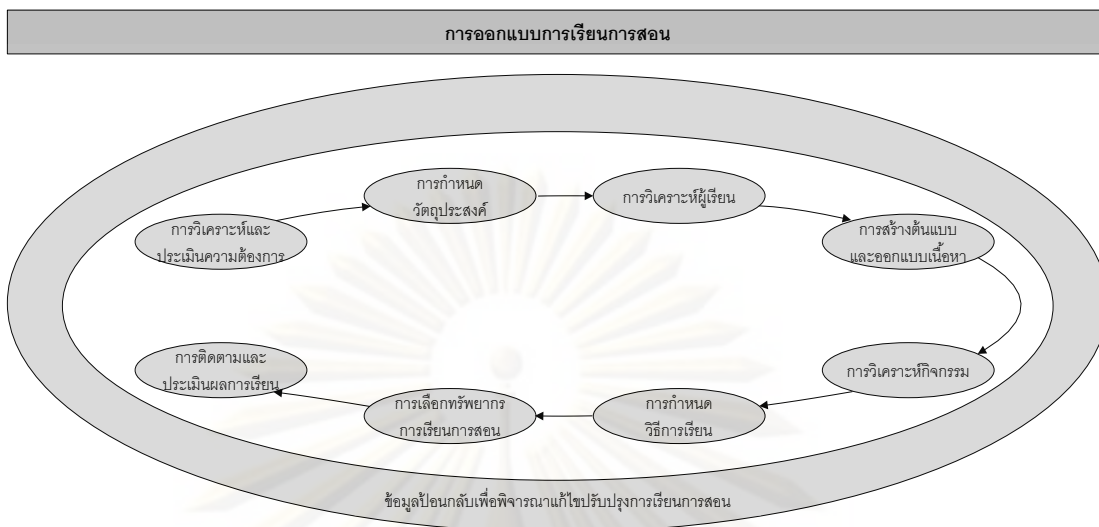 การออกแบบการเรียนการสอน
การวิเคราะห์และ
ประเมินความต้องการ
การกำหนด
วัตถุประสงค์
การวิเคราะห์ผู้เรียน
การสร้างต้นแบบ
และออกแบบเนื้อหา
การวิเคราะห์กิจกรรม
การกำหนด
วิธีการเรียน
การเลือกทรัพยากร
การเรียนการสอน
การติดตามและ
ประเมินผลการเรียน
ข้อมูลป้อนกลับเพื่อพิจารณาแก้ไขปรับปรุงการเรียนการสอน